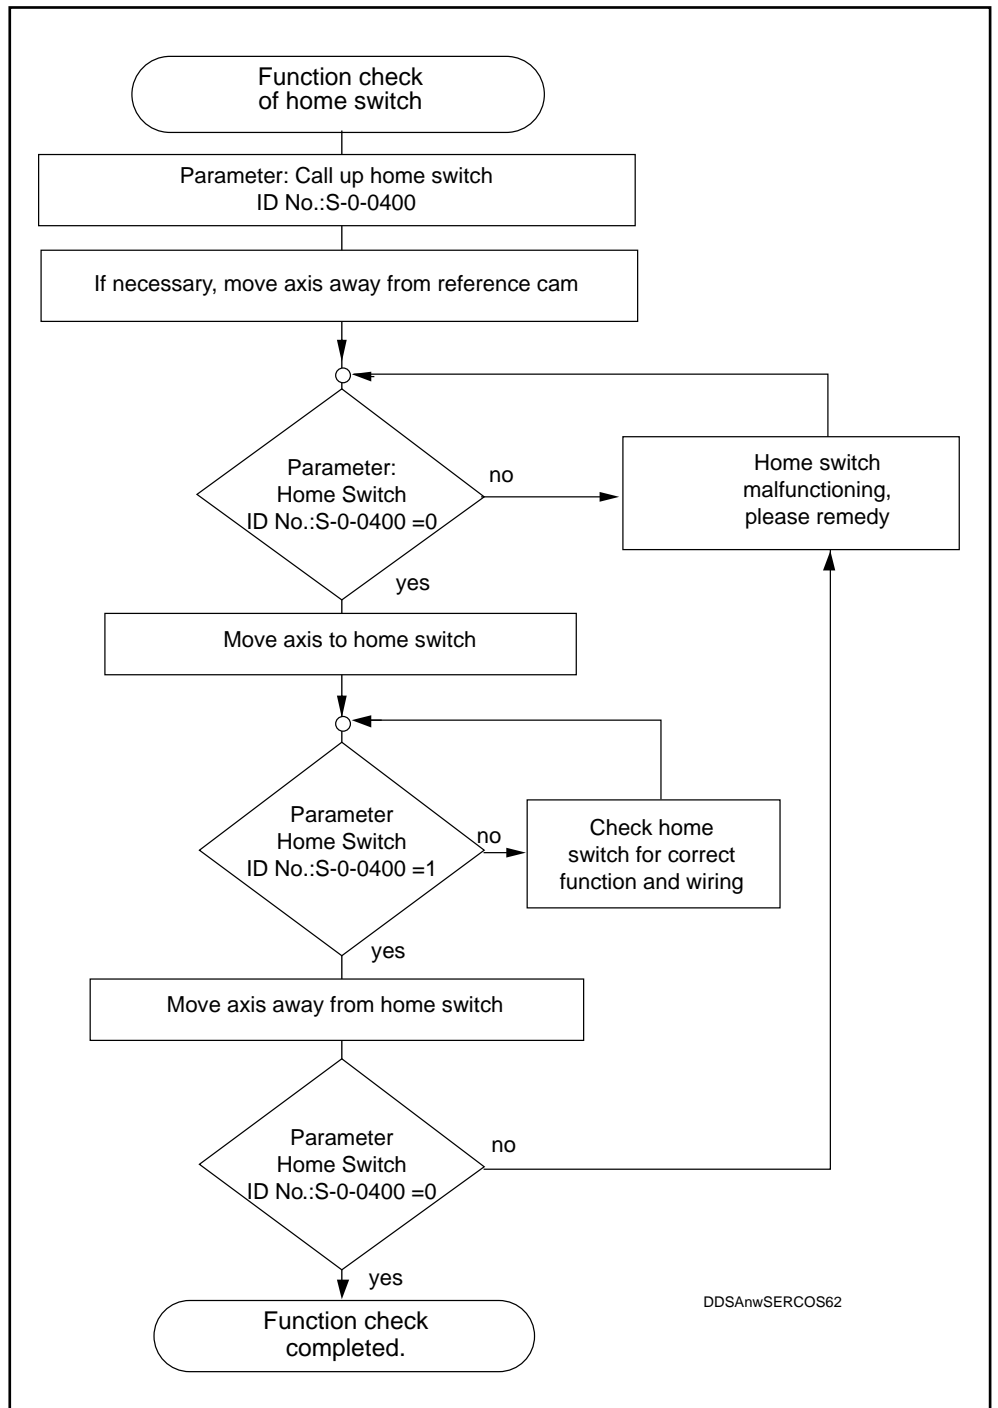 Function check
of home switch
Parameter: Call up home switch
ID No.:S-0-0400
If necessary, move axis away from reference cam
Parameter:
Home Switch
ID No.:S-0-0400 =0
no
Home switch
malfunctioning,
please remedy
yes
Move axis to home switch
Parameter
Home Switch
ID No.:S-0-0400 =1
no
Check home
switch for correct
function and wiring
yes
Move axis away from home switch
Parameter
Home Switch
ID No.:S-0-0400 =0
no
yes
Function check
completed.
DDSAnwSERCOS62